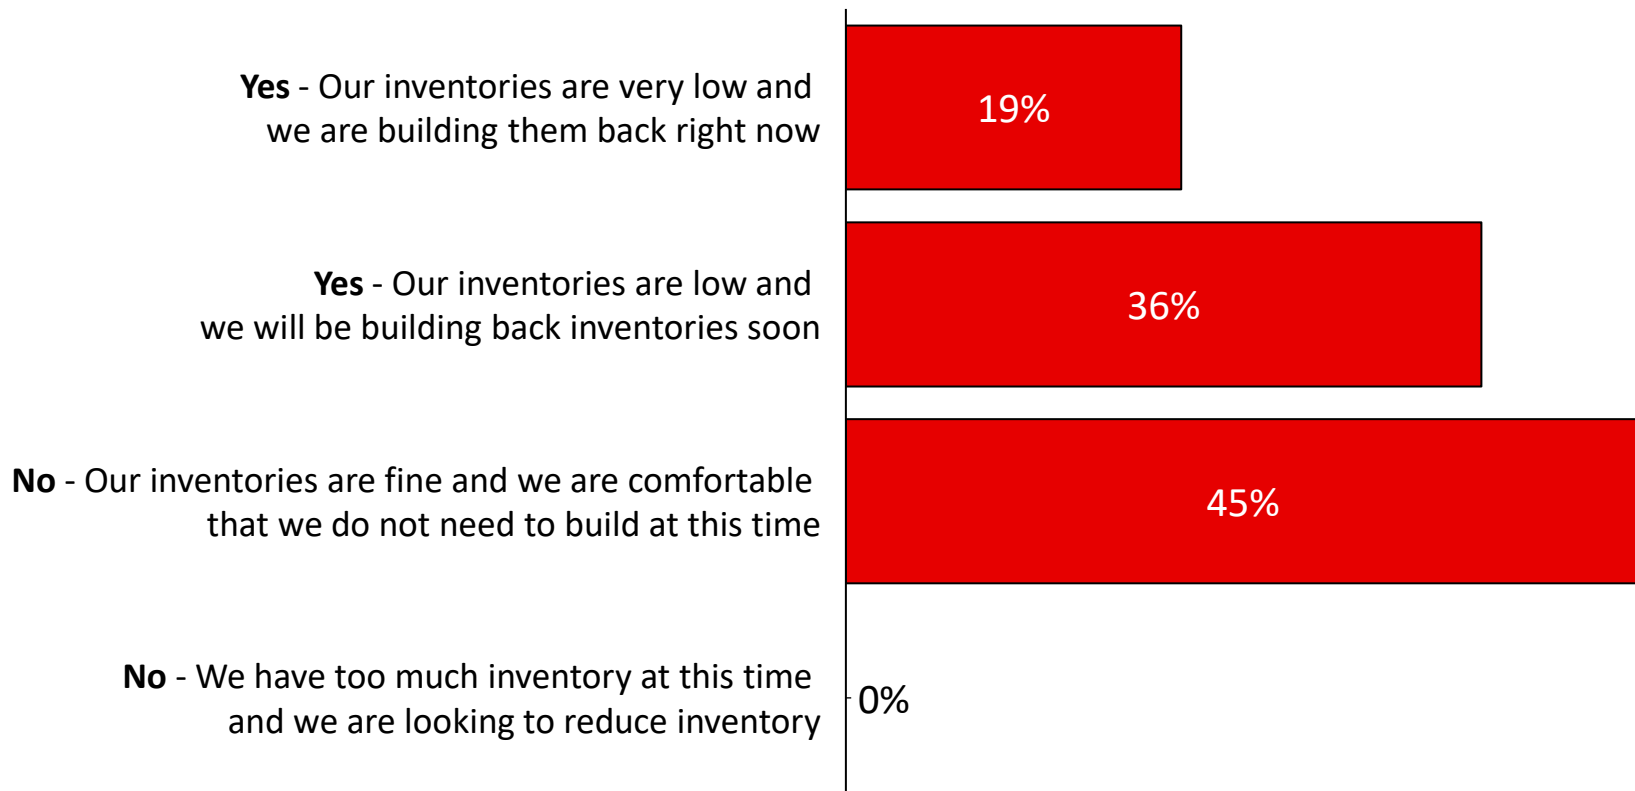 Yes - Our inventories are very low and
we are building them back right now
19%
Yes - Our inventories are low and
we will be building back inventories soon
36%
No - Our inventories are fine and we are comfortable
that we do not need to build at this time
45%
No - We have too much inventory at this time
and we are looking to reduce inventory
0%